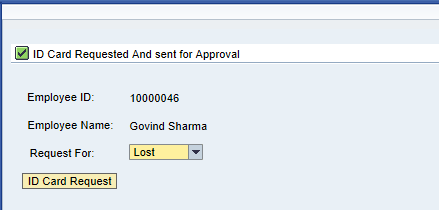 ID Card Requested And sent for Approval
Employee ID: 10000046
Employee Name: Govind Sharma
Request For: Lost
ID Card Request